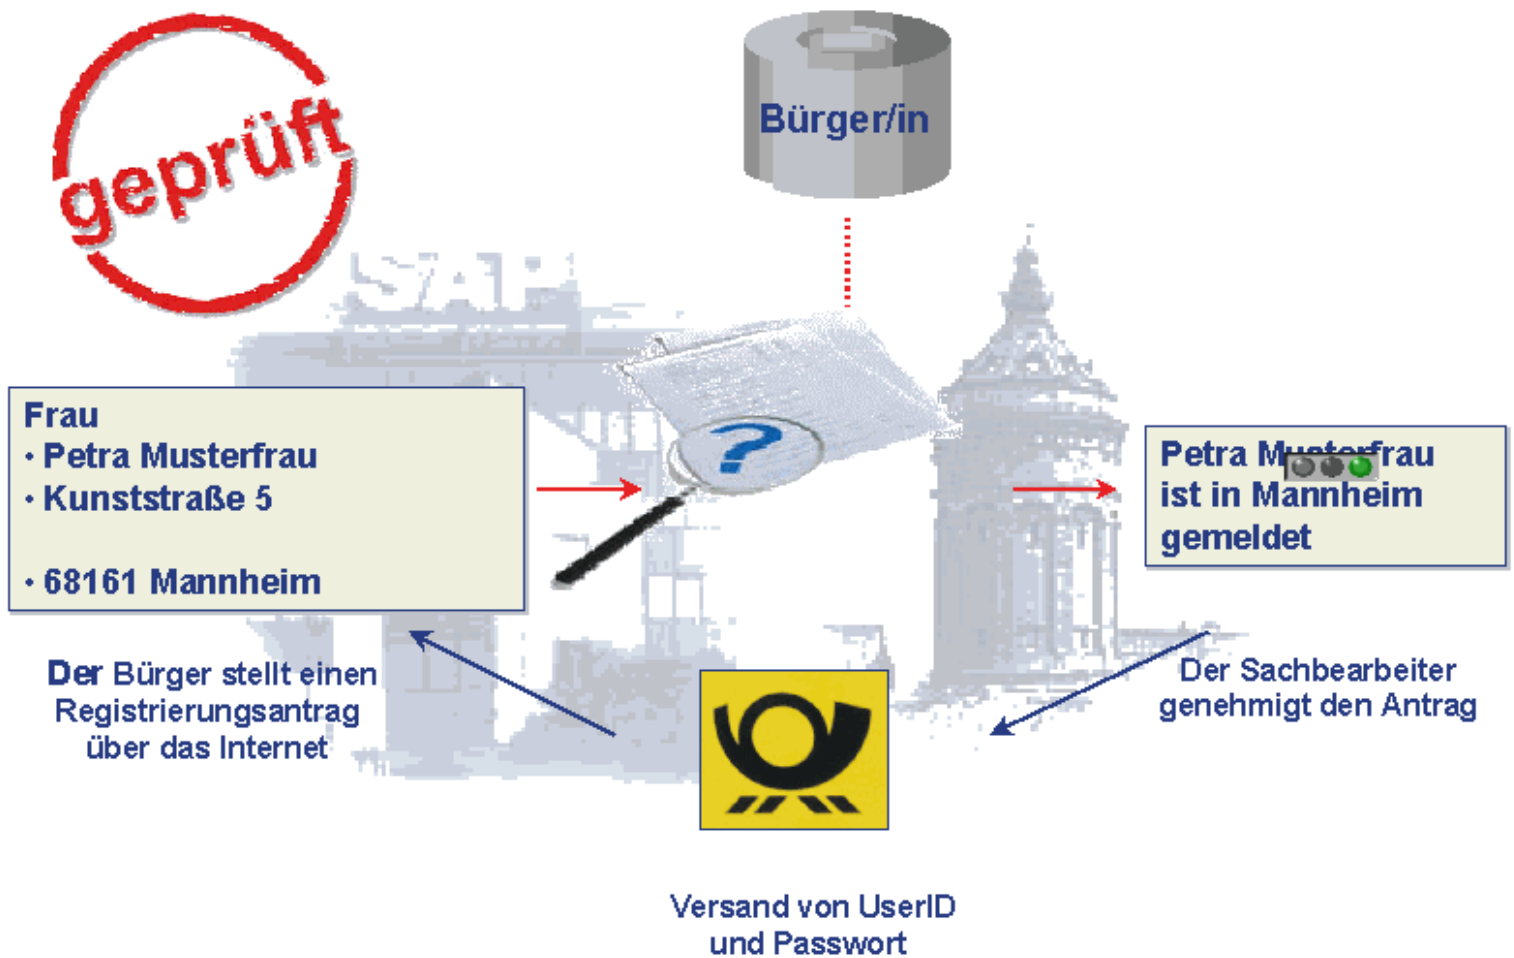 geprüft
Bürger/in
SAP
Frau
• Petra Musterfrau
• Kunststraße 5
• 68161 Mannheim
Petra Musterfrau
ist in Mannheim
gemeldet
Der Bürger stellt einen
Registrierungsantrag
über das Internet
?
Der Sachbearbeiter
genehmigt den Antrag
Versand von UserID
und Passwort